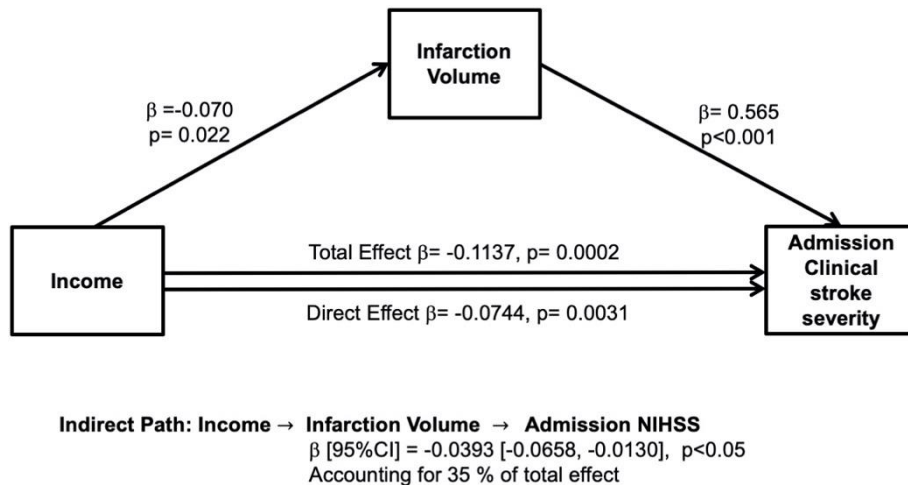 Infarction
Volume
β =-0.070
p= 0.022
β= 0.565
p<0.001
Income
Total Effect β= -0.1137, p= 0.0002
Direct Effect β= -0.0744, p= 0.0031
Admission
Clinical
stroke
severity
Indirect Path: Income → Infarction Volume → Admission NIHSS
β [95%CI] = -0.0393 [-0.0658, -0.0130], p<0.05
Accounting for 35 % of total effect